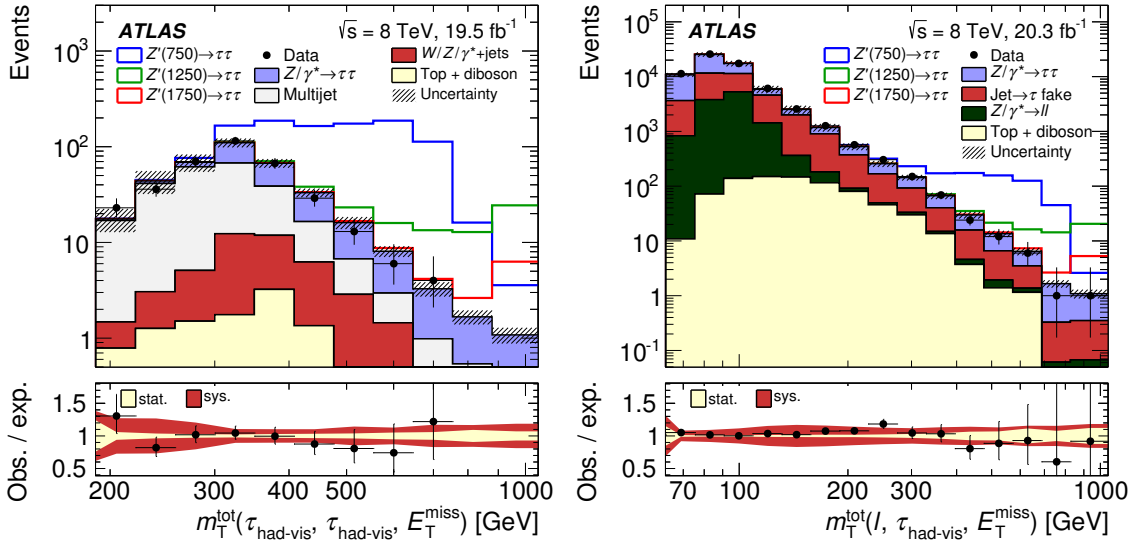 ATLAS
√s = 8 TeV, 19.5 fb⁻¹
Z′(750)→ττ
Z′(1250)→ττ
Z′(1750)→ττ
Data
Z/γ*→ττ
Multijet
W/Z/γ*+jets
Top + diboson
Uncertainty
Events
10³
10²
10
1
stat.
sys.
Obs. / exp.
1.5
1
0.5
200 300 400 500 1000
m_T^tot(τ_had-vis, τ_had-vis, E_T^miss) [GeV]
ATLAS
√s = 8 TeV, 20.3 fb⁻¹
Z′(750)→ττ
Z′(1250)→ττ
Z′(1750)→ττ
Data
Z/γ*→ττ
Jet→τ fake
Z/γ*→ll
Top + diboson
Uncertainty
Events
10⁵
10⁴
10³
10²
10
1
10⁻¹
stat.
sys.
Obs. / exp.
1.5
1
0.5
70 100 200 300 1000
m_T^tot(l, τ_had-vis, E_T^miss) [GeV]